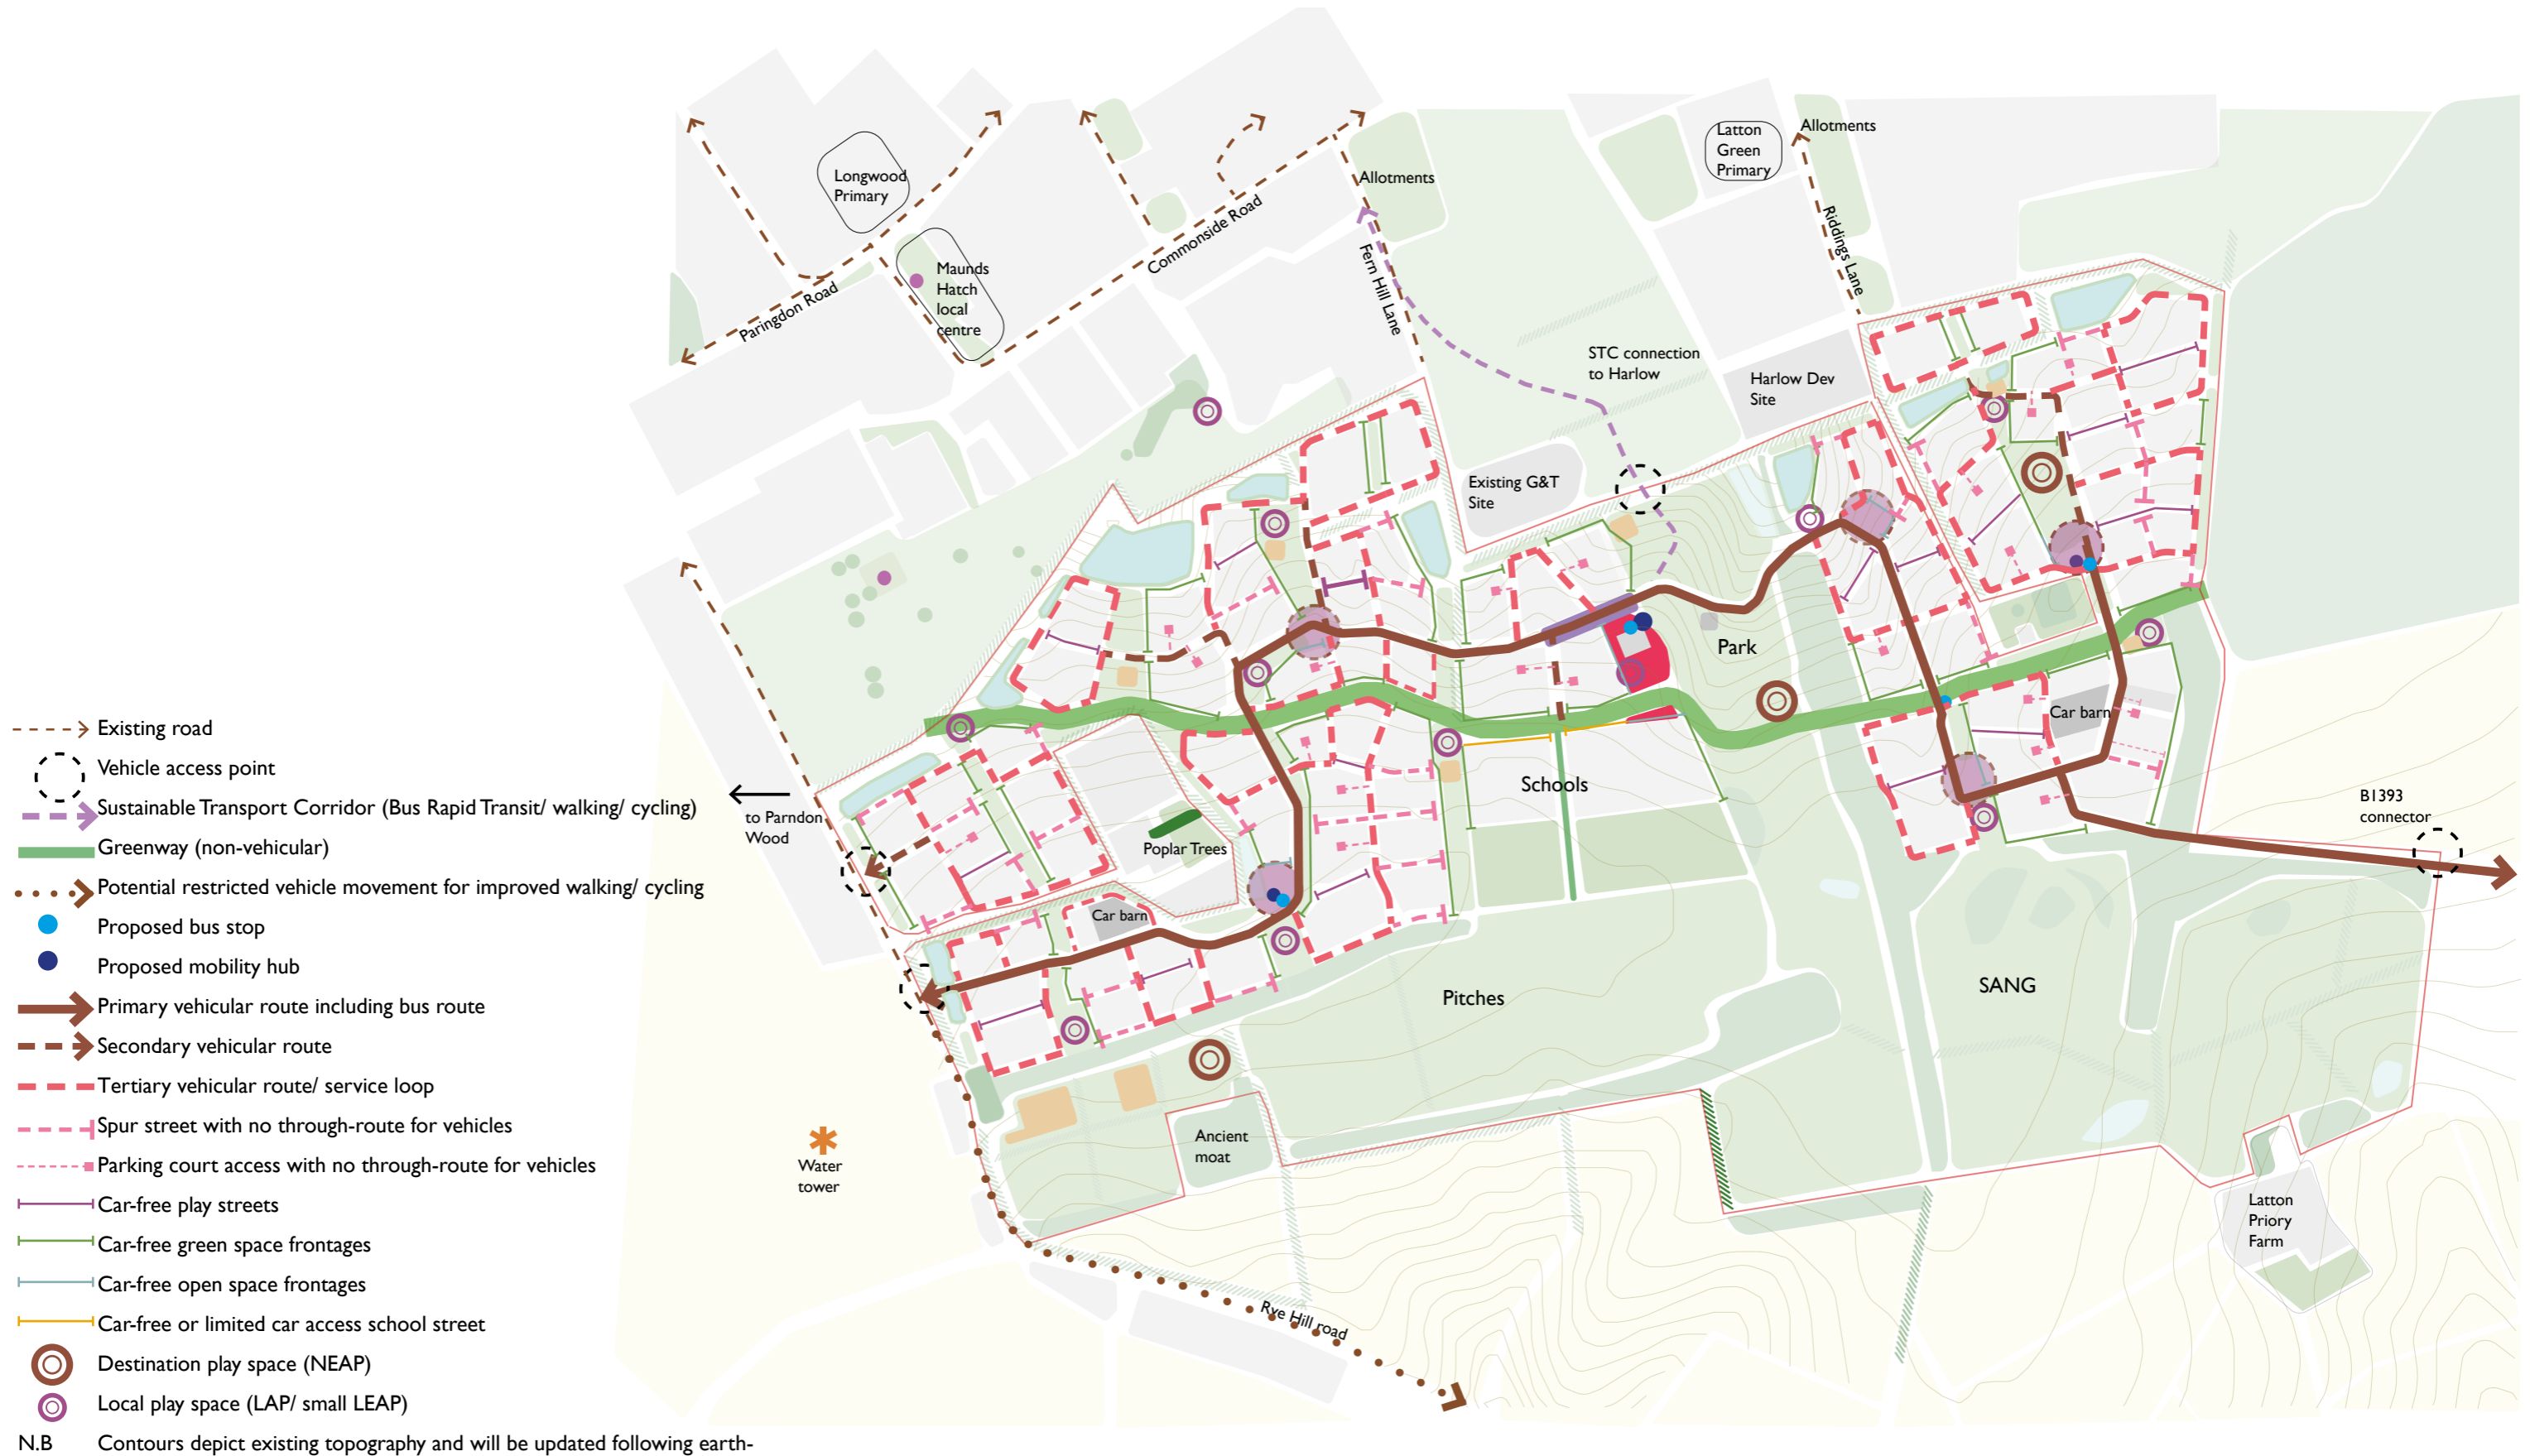 Longwood
Primary
Maunds
Hatch
local
centre
Paringdon Road
Commonside Road
Allotments
Fern Hill Lane
Latton
Green
Primary
Allotments
Riddings Lane
STC connection
to Harlow
Harlow Dev
Site
Existing G&T
Site
Park
Schools
Car barn
Poplar Trees
Car barn
to Parndon
Wood
B1393
connector
SANG
Pitches
Ancient
moat
Water
tower
Latton
Priory
Farm
Rye Hill road
Existing road
Vehicle access point
Sustainable Transport Corridor (Bus Rapid Transit/ walking/ cycling)
Greenway (non-vehicular)
Potential restricted vehicle movement for improved walking/ cycling
Proposed bus stop
Proposed mobility hub
Primary vehicular route including bus route
Secondary vehicular route
Tertiary vehicular route/ service loop
Spur street with no through-route for vehicles
Parking court access with no through-route for vehicles
Car-free play streets
Car-free green space frontages
Car-free open space frontages
Car-free or limited car access school street
Destination play space (NEAP)
Local play space (LAP/ small LEAP)
N.B Contours depict existing topography and will be updated following earth-